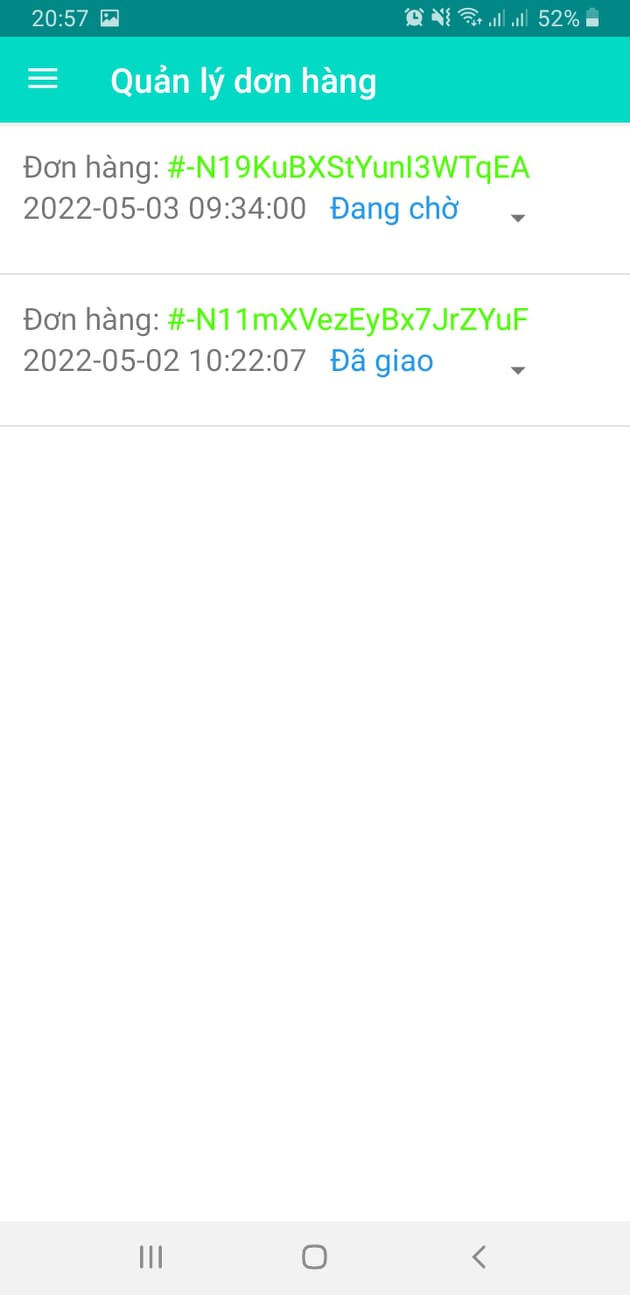 20:57
52%
Quản lý dơn hàng
Đơn hàng: #-N19KuBXStYunI3WTqEA
2022-05-03 09:34:00 Đang chờ
Đơn hàng: #-N11mXVezEyBx7JrZYuF
2022-05-02 10:22:07 Đã giao